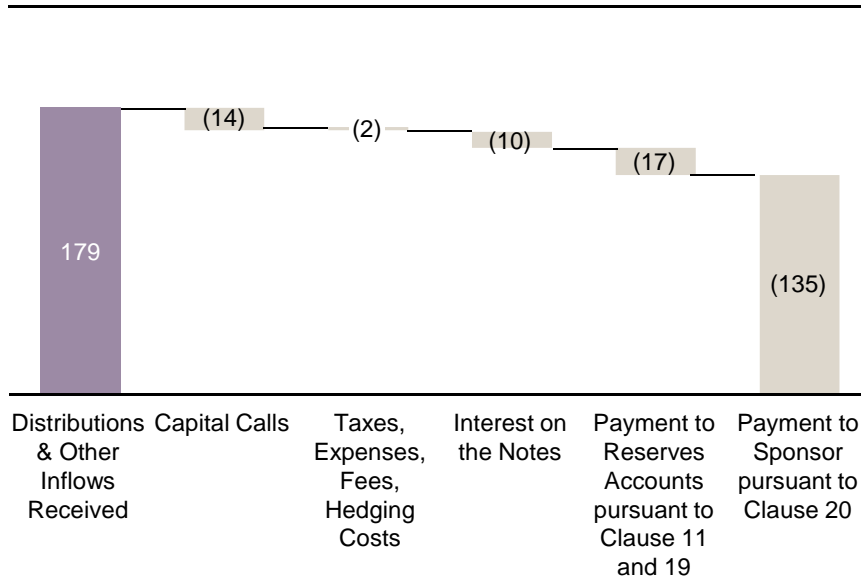 179
(14)
(2)
(10)
(17)
(135)
Distributions
& Other
Inflows
Received
Capital Calls
Taxes,
Expenses,
Fees,
Hedging
Costs
Interest on
the Notes
Payment to
Reserves
Accounts
pursuant to
Clause 11
and 19
Payment to
Sponsor
pursuant to
Clause 20